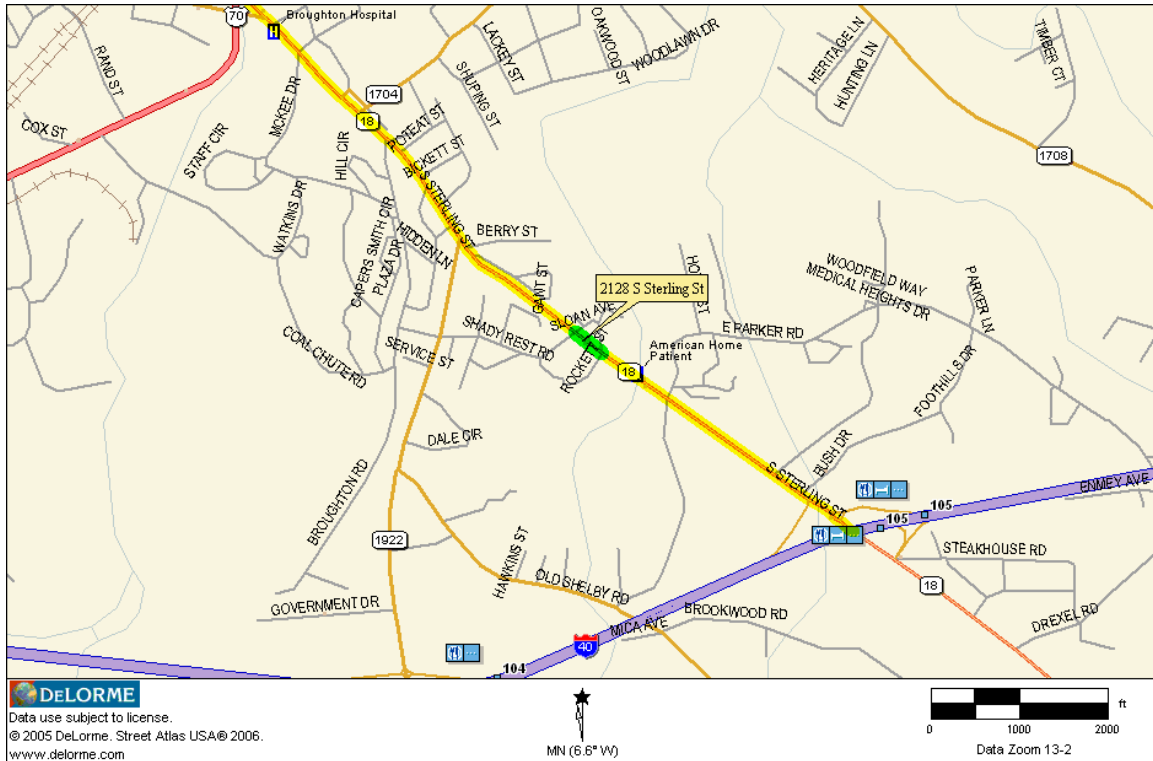 70
Broughton Hospital
H
RAND ST
COX ST
STAFF CIR
MCKEE DR
1704
18
LACKEY ST
SHUPING ST
OAKWOOD ST
WOODLAWN DR
HERITAGE LN
HUNTING LN
TIMBER CT
1708
POTEAT ST
BICKETT ST
HILL CIR
S STERLING ST
WATKINS DR
CAPERS SMITH CIR
PLAZA DR
HIDDEN LN
BERRY ST
GANT ST
SLOAN AVE
2128 S Sterling St
E PARKER RD
WOODFIELD WAY
MEDICAL HEIGHTS DR
PARKER LN
COAL CHUTE RD
SERVICE ST
SHADY REST RD
American Home
Patient
18
FOOTHILLS DR
BUSH DR
DALE CIR
S STERLING ST
BROUGHTON RD
1922
HAWKINS ST
OLD SHELBY RD
GOVERNMENT DR
MICA AVE
BROOKWOOD RD
40
104
105
105
ENMEY AVE
STEAKHOUSE RD
18
DREXEL RD
DELORME
Data use subject to license.
© 2005 DeLorme. Street Atlas USA® 2006.
www.delorme.com
MN (6.6° W)
0 1000 2000
ft
Data Zoom 13-2